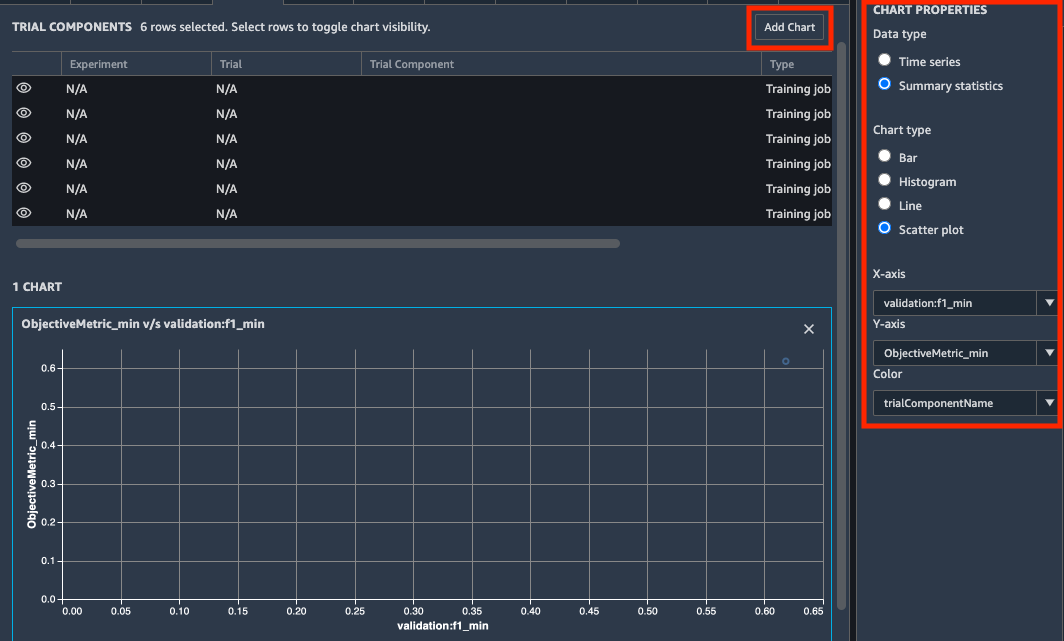 TRIAL COMPONENTS 6 rows selected. Select rows to toggle chart visibility.
Add Chart
Experiment Trial Trial Component Type
N/A N/A Training job
N/A N/A Training job
N/A N/A Training job
N/A N/A Training job
N/A N/A Training job
N/A N/A Training job
1 CHART
ObjectiveMetric_min v/s validation:f1_min
ObjectiveMetric_min
0.6
0.5
0.4
0.3
0.2
0.1
0.0
0.00 0.05 0.10 0.15 0.20 0.25 0.30 0.35 0.40 0.45 0.50 0.55 0.60 0.65
validation:f1_min
CHART PROPERTIES
Data type
Time series
Summary statistics
Chart type
Bar
Histogram
Line
Scatter plot
X-axis
validation:f1_min
Y-axis
ObjectiveMetric_min
Color
trialComponentName